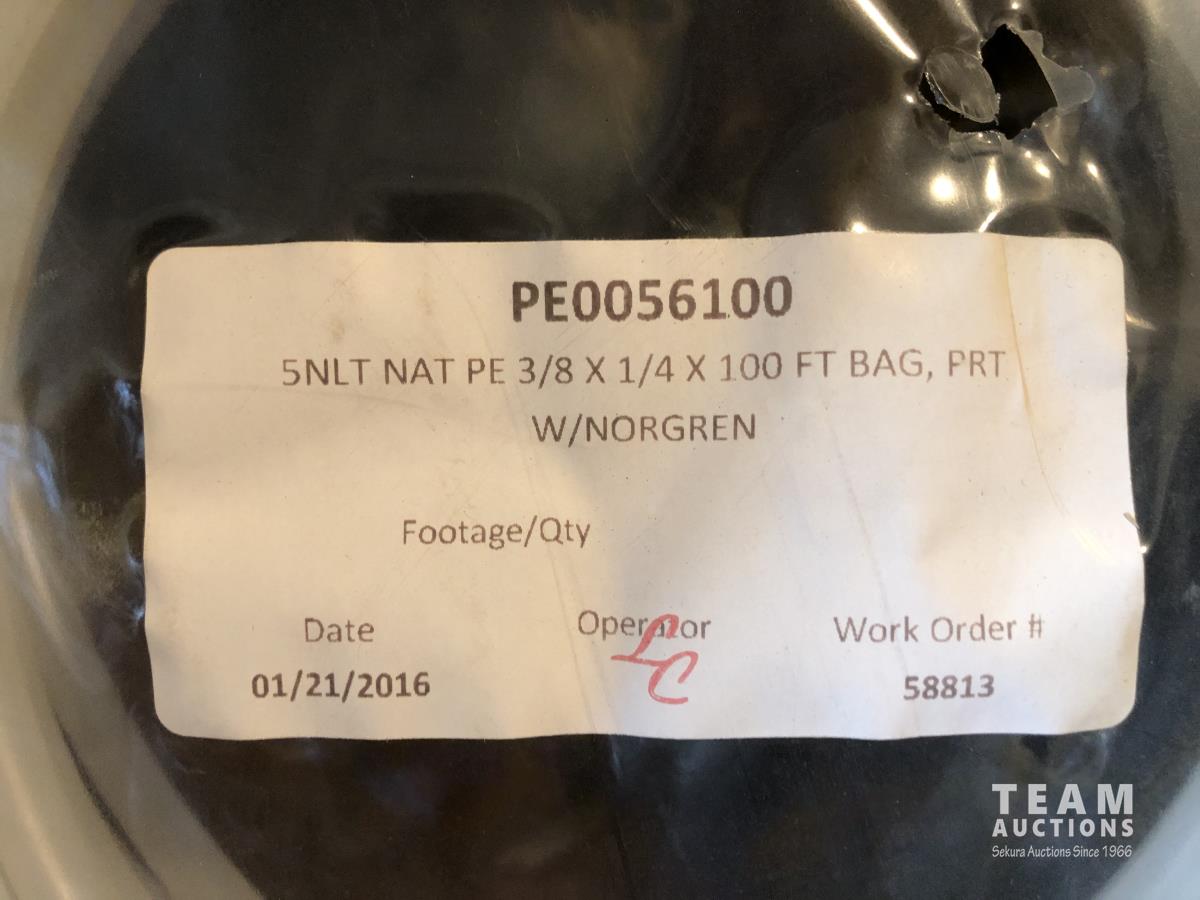 PE0056100
5NLT NAT PE 3/8 X 1/4 X 100 FT BAG, PRT
W/NORGREN
Footage/Qty
Date Operator Work Order #
01/21/2016 LC 58813
TEAM
AUCTIONS
Sekura Auctions Since 1966